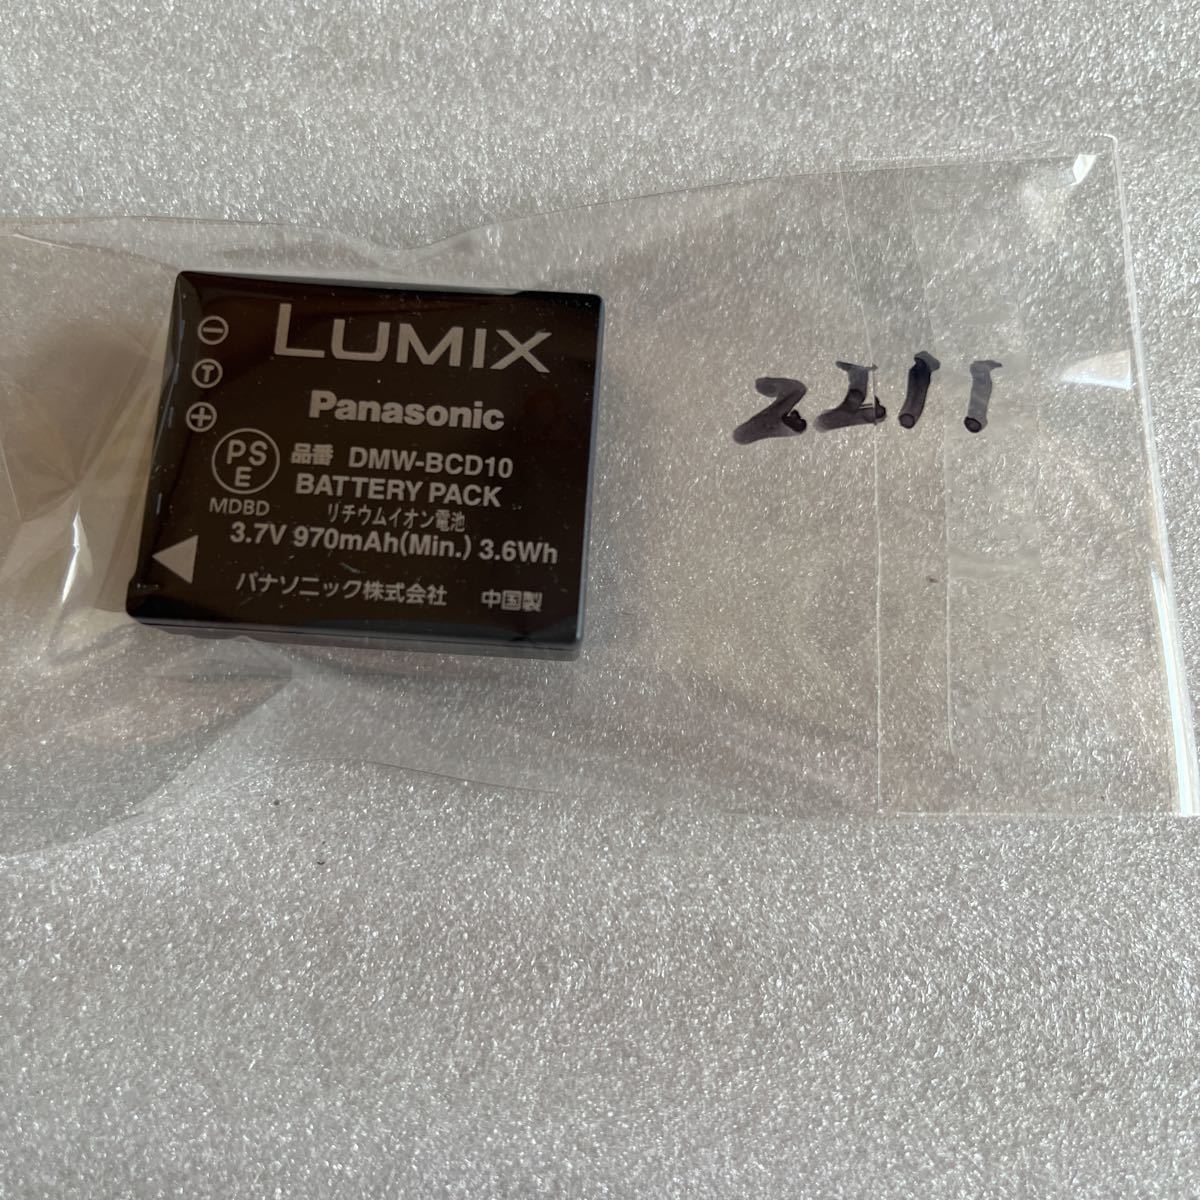 LUMIX
Panasonic
品番 DMW-BCD10
BATTERY PACK
リチウムイオン電池
3.7V 970mAh(Min.) 3.6Wh
パナソニック株式会社 中国製
− T +
PS
E
MDBD
2211